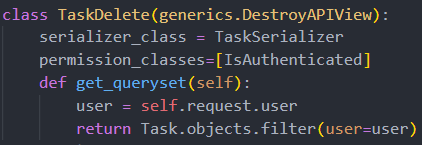 class TaskDelete(generics.DestroyAPIView):
    serializer_class = TaskSerializer
    permission_classes=[IsAuthenticated]
    def get_queryset(self):
        user = self.request.user
        return Task.objects.filter(user=user)